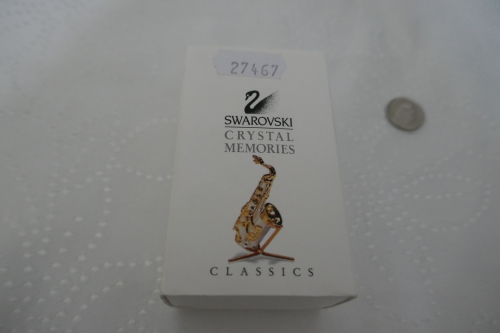 27467
SWAROVSKI
CRYSTAL
MEMORIES
CLASSICS